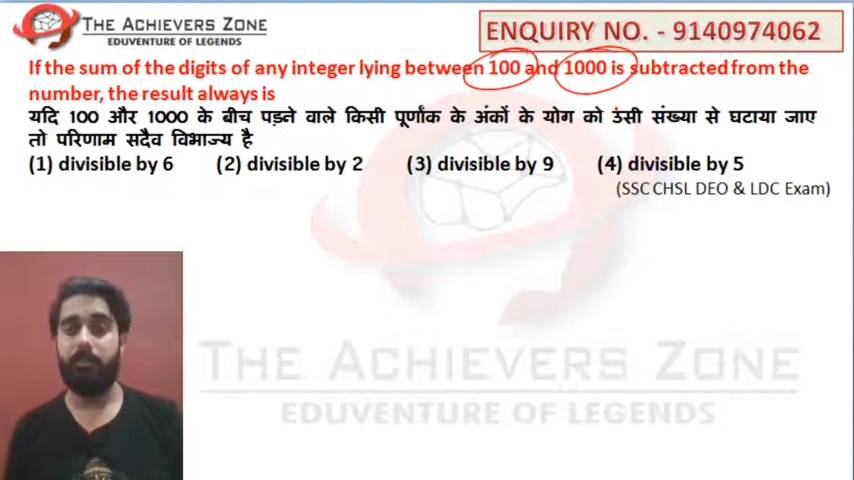 THE ACHIEVERS ZONE
EDUVENTURE OF LEGENDS
ENQUIRY NO. - 9140974062
If the sum of the digits of any integer lying between 100 and 1000 is subtracted from the
number, the result always is
यदि 100 और 1000 के बीच पड़ने वाले किसी पूर्णांक के अंकों के योग को उंसी संख्या से घटाया जाए
तो परिणाम सदैव विभाज्य है
(1) divisible by 6 (2) divisible by 2 (3) divisible by 9 (4) divisible by 5
(SSC CHSL DEO & LDC Exam)
THE ACHIEVERS ZONE
EDUVENTURE OF LEGENDS